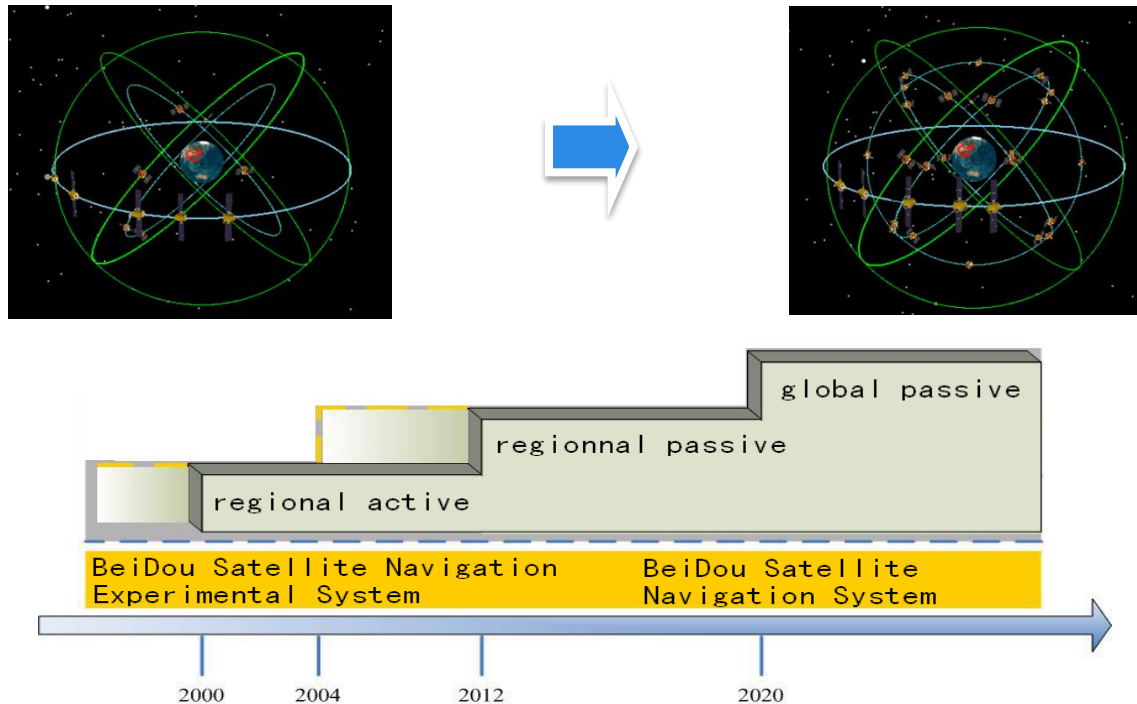 global passive
regionnal passive
regional active
BeiDou Satellite Navigation
Experimental System
BeiDou Satellite
Navigation System
2000
2004
2012
2020